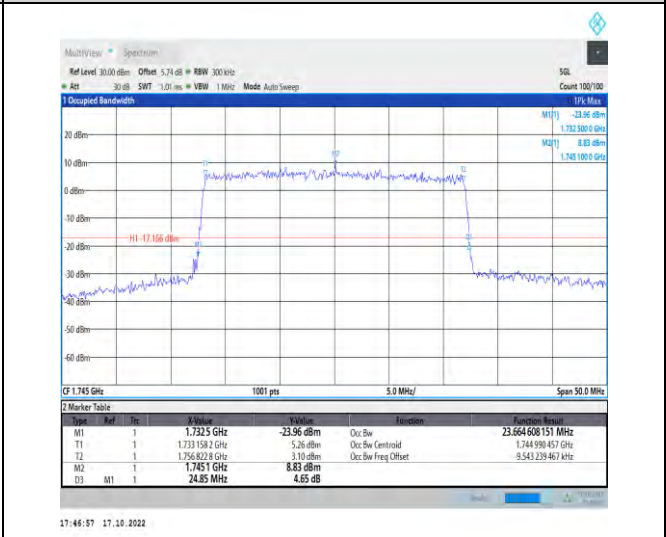 MultiView Spectrum
Ref Level 30.00 dBm Offset 5.74 dB RBW 300 kHz SGL
Att 30 dB SWT 1.01 ms VBW 1 MHz Mode Auto Sweep Count 100/100
1 Occupied Bandwidth 1Pk Max
M1[1] -23.96 dBm
1.732 500 0 GHz
M2[1] 8.83 dBm
1.745 100 0 GHz
20 dBm
10 dBm
0 dBm
-10 dBm
H1 -17.166 dBm
-20 dBm
-30 dBm
-40 dBm
-50 dBm
-60 dBm
CF 1.745 GHz 1001 pts 5.0 MHz/ Span 50.0 MHz
2 Marker Table
Type Ref Trc X-Value Y-Value Function Function Result
M1 1 1.7325 GHz -23.96 dBm Occ Bw 23.664 608 151 MHz
T1 1 1.733 158 2 GHz 5.26 dBm Occ Bw Centroid 1.744 990 457 GHz
T2 1 1.756 822 8 GHz 3.10 dBm Occ Bw Freq Offset -9.543 239 467 kHz
M2 1 1.7451 GHz 8.83 dBm
D3 M1 1 24.85 MHz 4.65 dB
17:46:57 17.10.2022